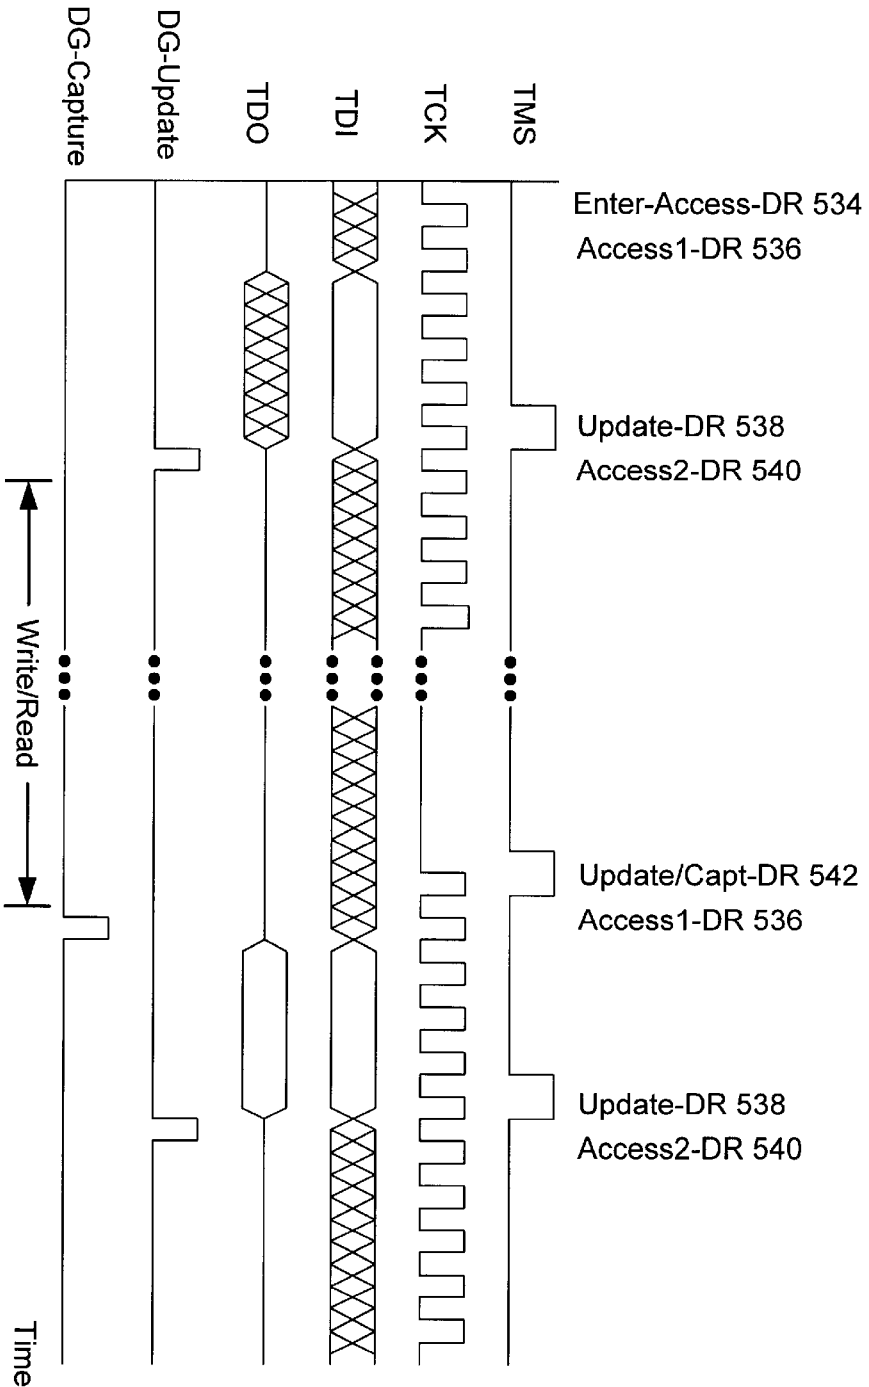 DG-Capture
DG-Update
TDO
TDI
TCK
TMS
Enter-Access-DR 534
Access1-DR 536
Update-DR 538
Access2-DR 540
Write/Read
Update/Capt-DR 542
Access1-DR 536
Update-DR 538
Access2-DR 540
Time